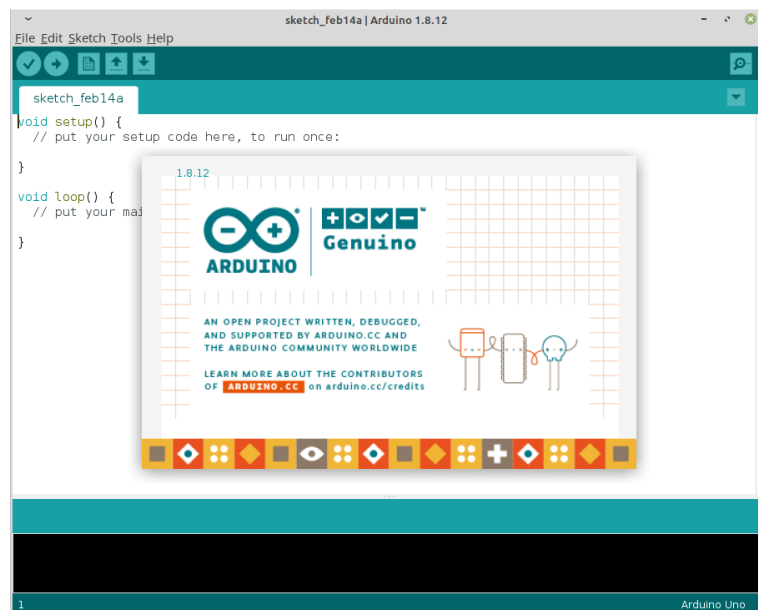 sketch_feb14a | Arduino 1.8.12
File Edit Sketch Tools Help
sketch_feb14a
void setup() {
// put your setup code here, to run once:
}
void loop() {
// put your mai
}
1.8.12
ARDUINO
Genuino
™
AN OPEN PROJECT WRITTEN, DEBUGGED,
AND SUPPORTED BY ARDUINO.CC AND
THE ARDUINO COMMUNITY WORLDWIDE
LEARN MORE ABOUT THE CONTRIBUTORS
OF ARDUINO.CC on arduino.cc/credits
1
Arduino Uno